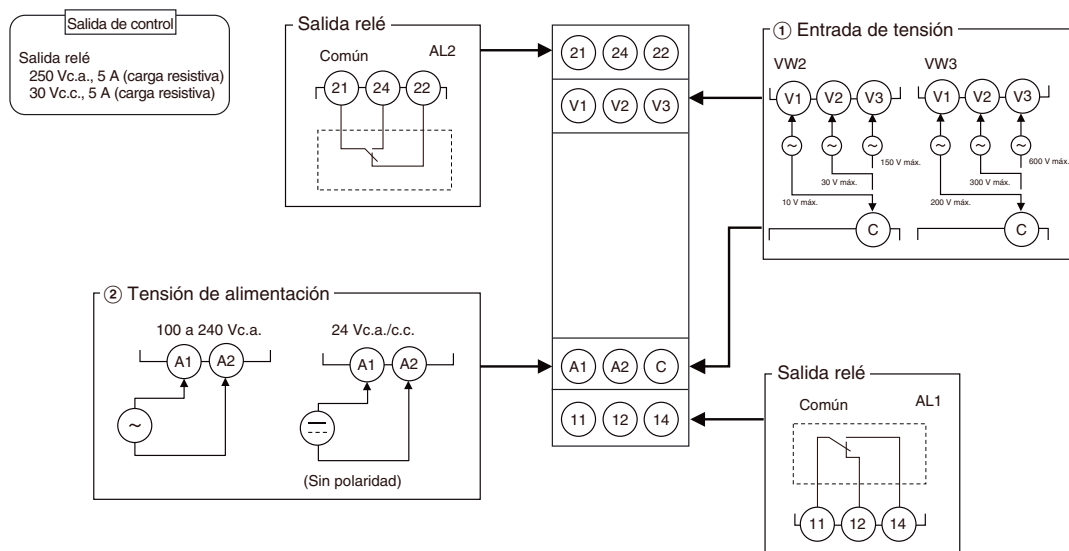 Salida de control
Salida relé
250 Vc.a., 5 A (carga resistiva)
30 Vc.c., 5 A (carga resistiva)
Salida relé
Común AL2
21 24 22
21 24 22
V1 V2 V3
① Entrada de tensión
VW2 VW3
V1 V2 V3 V1 V2 V3
~ ~ ~ ~ ~ ~
150 V máx. 600 V máx.
30 V máx. 300 V máx.
10 V máx. 200 V máx.
C C
② Tensión de alimentación
100 a 240 Vc.a. 24 Vc.a./c.c.
A1 A2 A1 A2
~
(Sin polaridad)
A1 A2 C
11 12 14
Salida relé
Común AL1
11 12 14